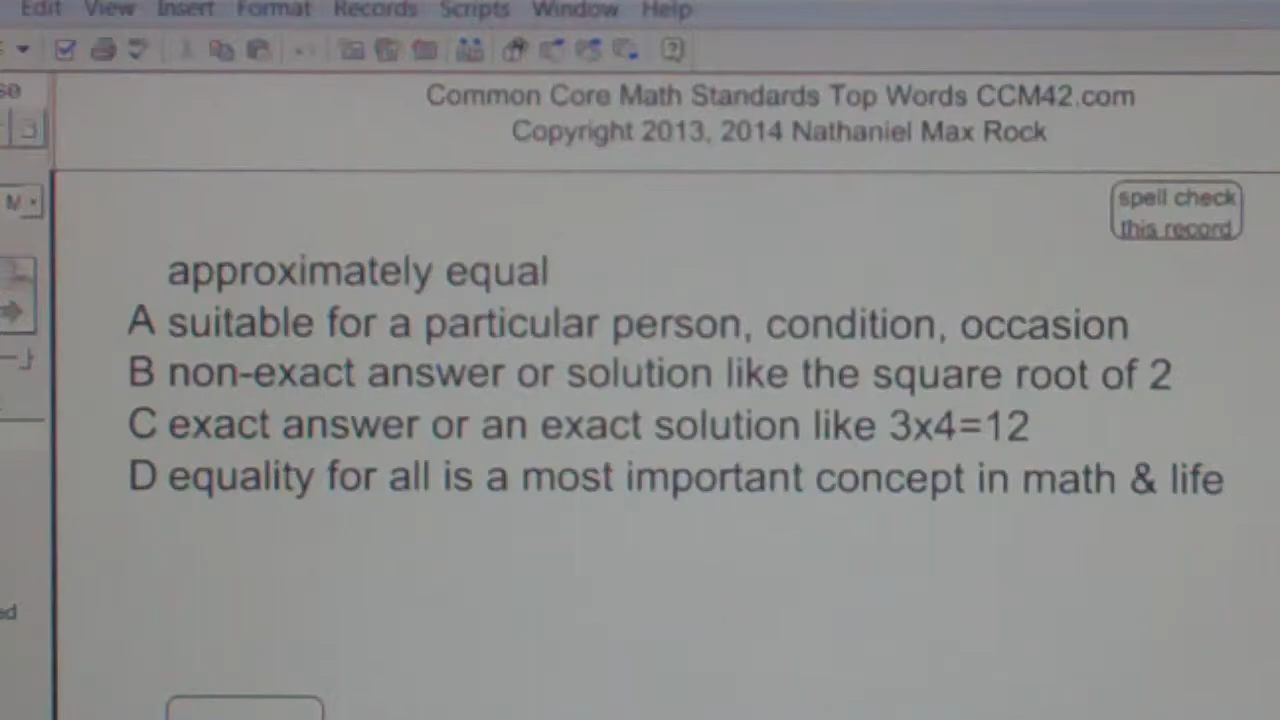 Edit View Insert Format Records Scripts Window Help
Common Core Math Standards Top Words CCM42.com
Copyright 2013, 2014 Nathaniel Max Rock
M
spell check
this record
approximately equal
A suitable for a particular person, condition, occasion
B non-exact answer or solution like the square root of 2
C exact answer or an exact solution like 3x4=12
D equality for all is a most important concept in math & life